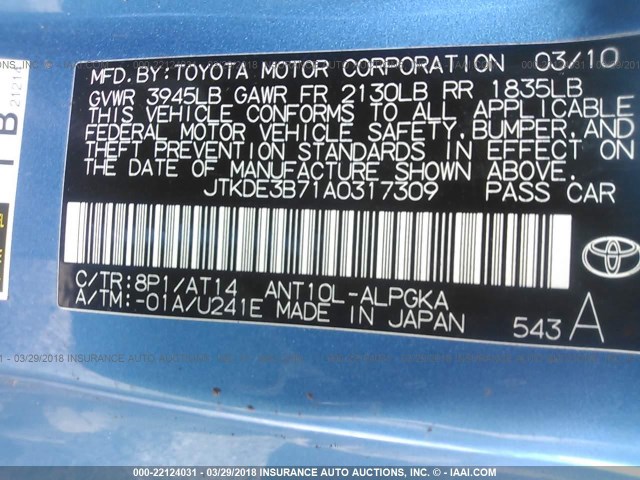 MFD.BY:TOYOTA MOTOR CORPORATION 03/10
GVWR 3945LB GAWR FR 2130LB RR 1835LB
THIS VEHICLE CONFORMS TO ALL APPLICABLE
FEDERAL MOTOR VEHICLE SAFETY,BUMPER,AND
THEFT PREVENTION STANDARDS IN EFFECT ON
THE DATE OF MANUFACTURE SHOWN ABOVE.
JTKDE3B71A0317309 PASS CAR
C/TR:8P1/AT14 ANT10L-ALPGKA
A/TM:-01A/U241E MADE IN JAPAN
543 A
TOYOTA
21214
000-22124031 - 03/29/2018 INSURANCE AUTO AUCTIONS, INC. © - IAAI.COM